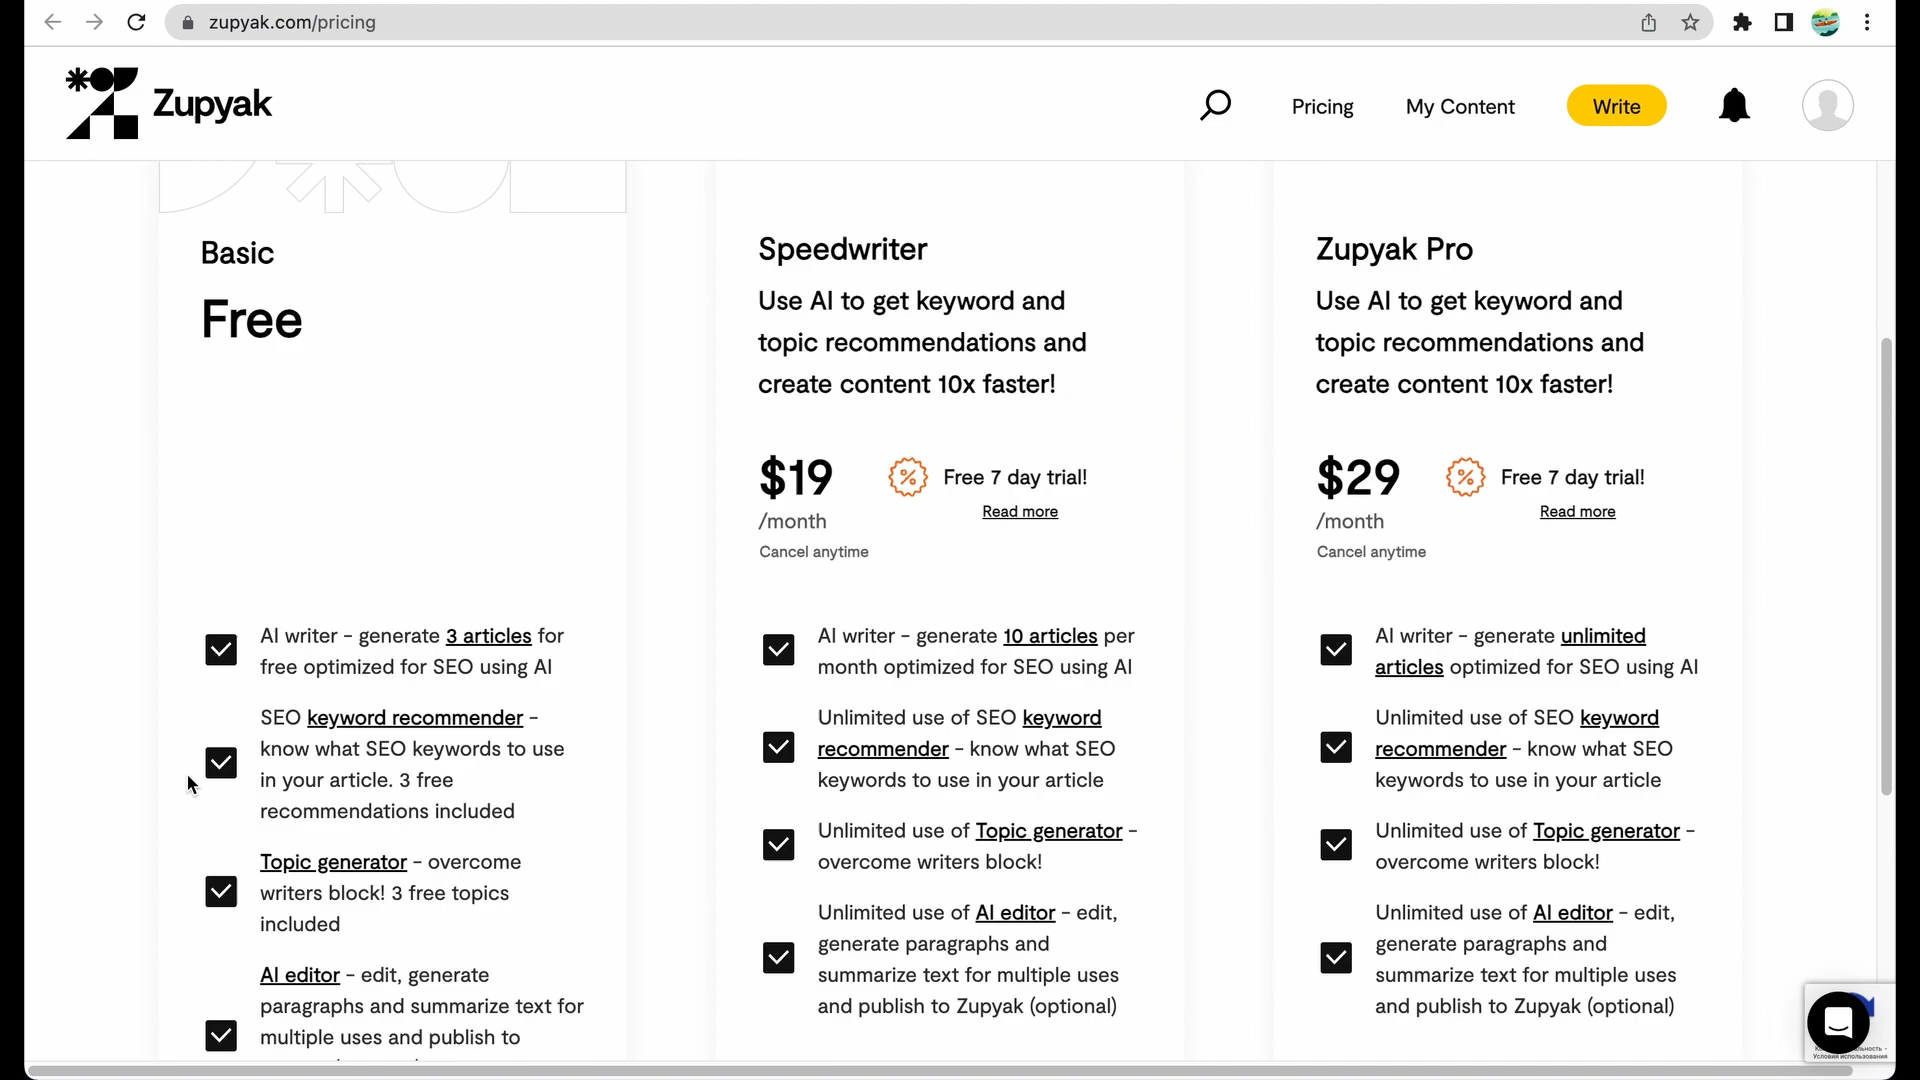 zupyak.com/pricing
Zupyak
Pricing
My Content
Write
Basic
Free
AI writer - generate 3 articles for
free optimized for SEO using AI
SEO keyword recommender -
know what SEO keywords to use
in your article. 3 free
recommendations included
Topic generator - overcome
writers block! 3 free topics
included
AI editor - edit, generate
paragraphs and summarize text for
multiple uses and publish to
Speedwriter
Use AI to get keyword and
topic recommendations and
create content 10x faster!
$19
/month
Cancel anytime
Free 7 day trial!
Read more
AI writer - generate 10 articles per
month optimized for SEO using AI
Unlimited use of SEO keyword
recommender - know what SEO
keywords to use in your article
Unlimited use of Topic generator -
overcome writers block!
Unlimited use of AI editor - edit,
generate paragraphs and
summarize text for multiple uses
and publish to Zupyak (optional)
Zupyak Pro
Use AI to get keyword and
topic recommendations and
create content 10x faster!
$29
/month
Cancel anytime
Free 7 day trial!
Read more
AI writer - generate unlimited
articles optimized for SEO using AI
Unlimited use of SEO keyword
recommender - know what SEO
keywords to use in your article
Unlimited use of Topic generator -
overcome writers block!
Unlimited use of AI editor - edit,
generate paragraphs and
summarize text for multiple uses
and publish to Zupyak (optional)
Условия использования